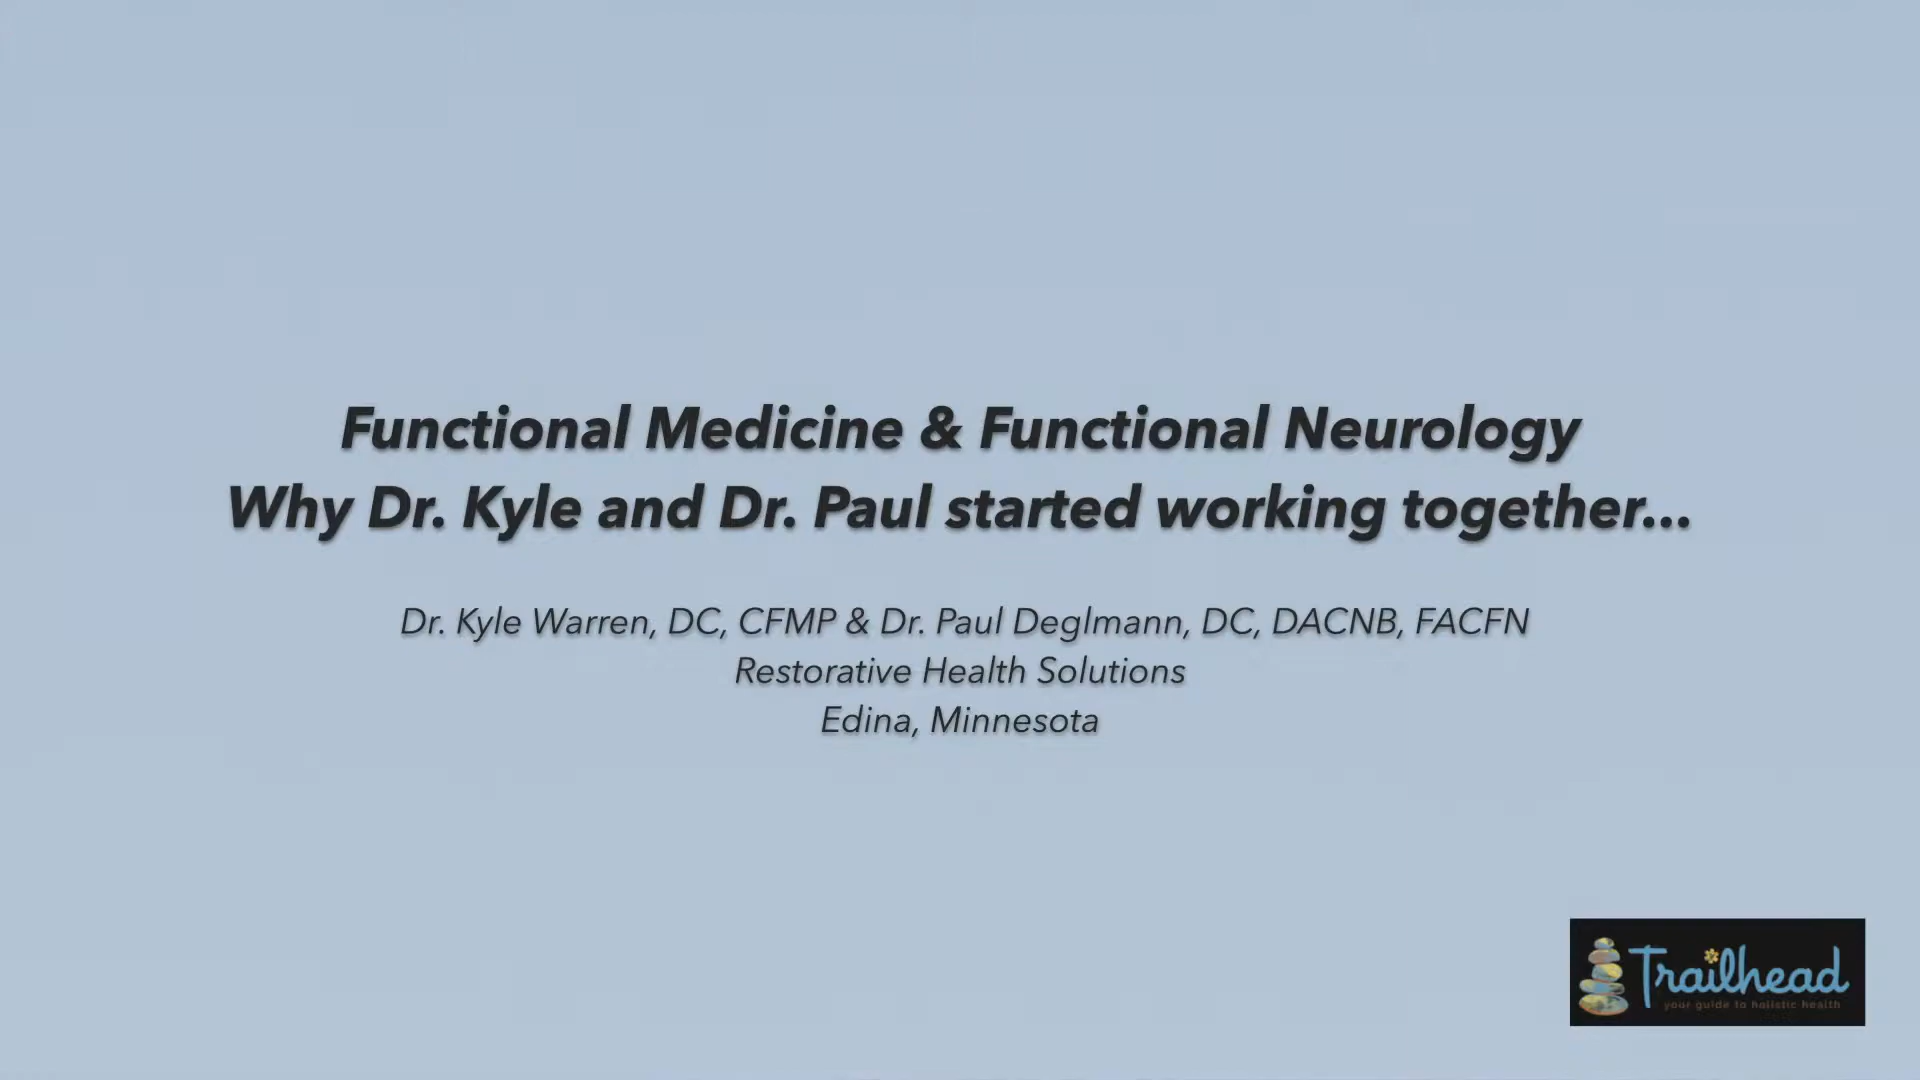 Functional Medicine & Functional Neurology
Why Dr. Kyle and Dr. Paul started working together...
Dr. Kyle Warren, DC, CFMP & Dr. Paul Deglmann, DC, DACNB, FACFN
Restorative Health Solutions
Edina, Minnesota
Trailhead
your guide to holistic health